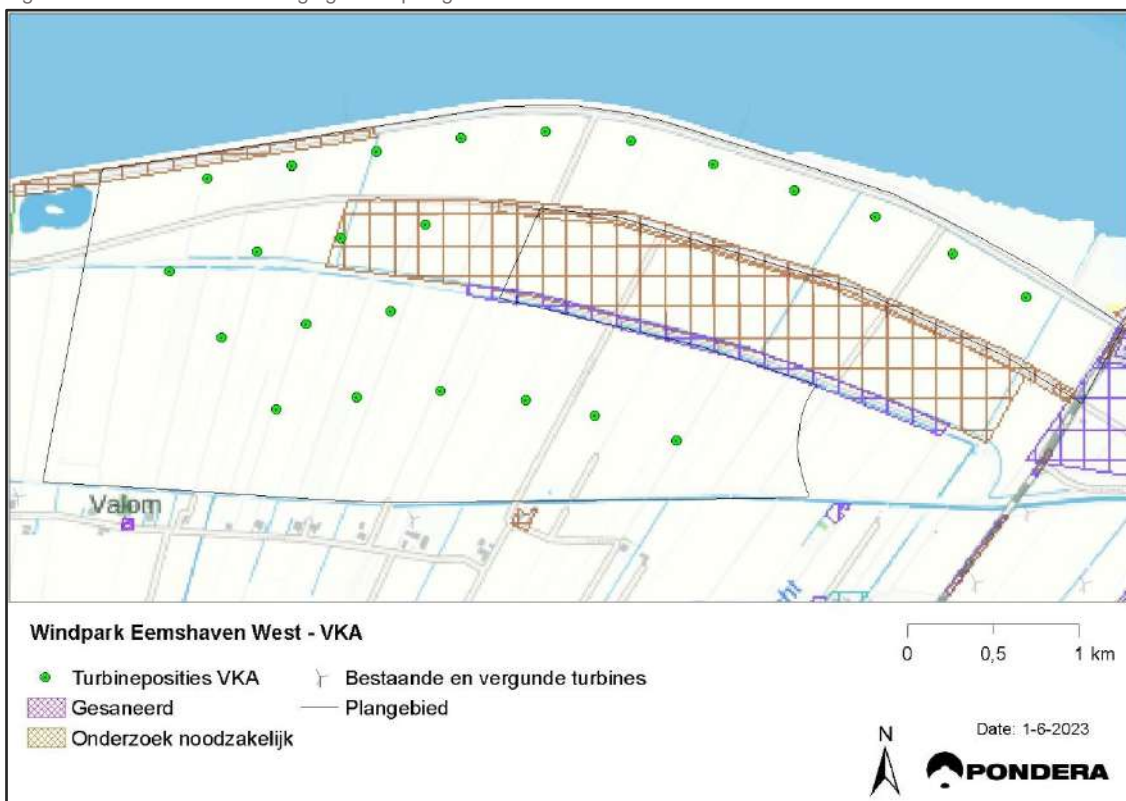 Valom
ht
Windpark Eemshaven West - VKA
Turbineposities VKA
Bestaande en vergunde turbines
Gesaneerd
Plangebied
Onderzoek noodzakelijk
0 0,5 1 km
N
Date: 1-6-2023
PONDERA